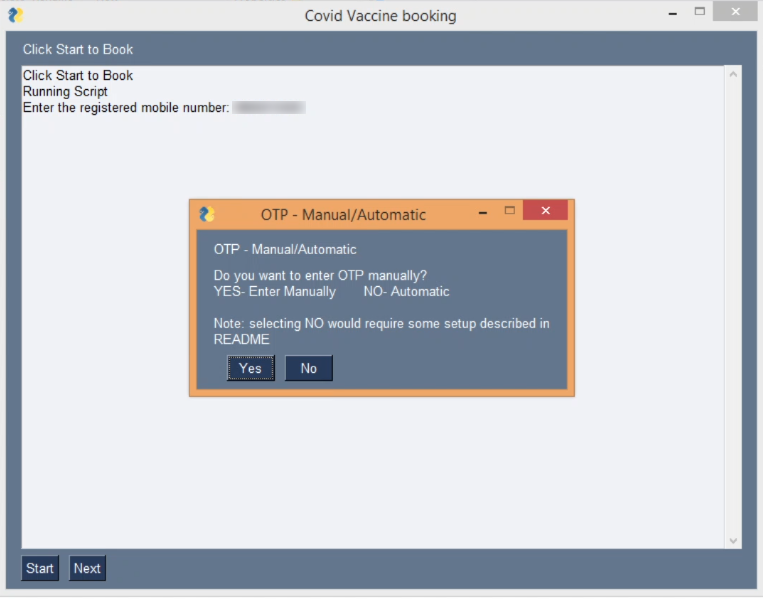 Covid Vaccine booking
Click Start to Book
Click Start to Book
Running Script
Enter the registered mobile number:
OTP - Manual/Automatic
OTP - Manual/Automatic
Do you want to enter OTP manually?
YES- Enter Manually NO- Automatic
Note: selecting NO would require some setup described in
README
Yes No
Start Next